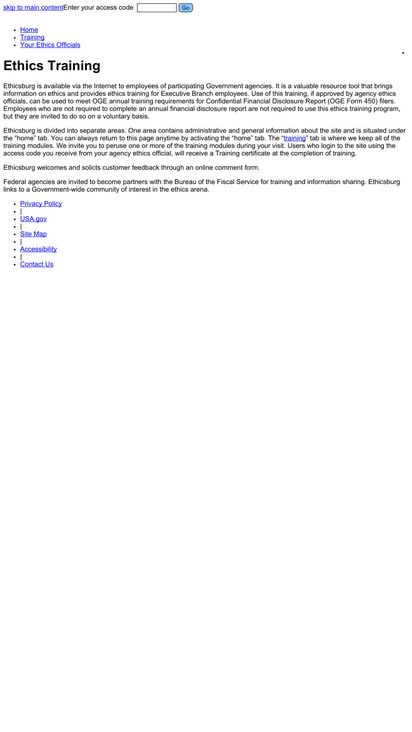 skip to main contentEnter your access code Go
Home
Training
Your Ethics Officials
Ethics Training
Ethicsburg is available via the Internet to employees of participating Government agencies. It is a valuable resource tool that brings
information on ethics and provides ethics training for Executive Branch employees. Use of this training, if approved by agency ethics
officials, can be used to meet OGE annual training requirements for Confidential Financial Disclosure Report (OGE Form 450) filers.
Employees who are not required to complete an annual financial disclosure report are not required to use this ethics training program,
but they are invited to do so on a voluntary basis.
Ethicsburg is divided into separate areas. One area contains administrative and general information about the site and is situated under
the “home” tab. You can always return to this page anytime by activating the “home” tab. The “training” tab is where we keep all of the
training modules. We invite you to peruse one or more of the training modules during your visit. Users who login to the site using the
access code you receive from your agency ethics official, will receive a Training certificate at the completion of training.
Ethicsburg welcomes and solicts customer feedback through an online comment form.
Federal agencies are invited to become partners with the Bureau of the Fiscal Service for training and information sharing. Ethicsburg
links to a Government-wide community of interest in the ethics arena.
Privacy Policy
|
USA.gov
|
Site Map
|
Accessibility
|
Contact Us